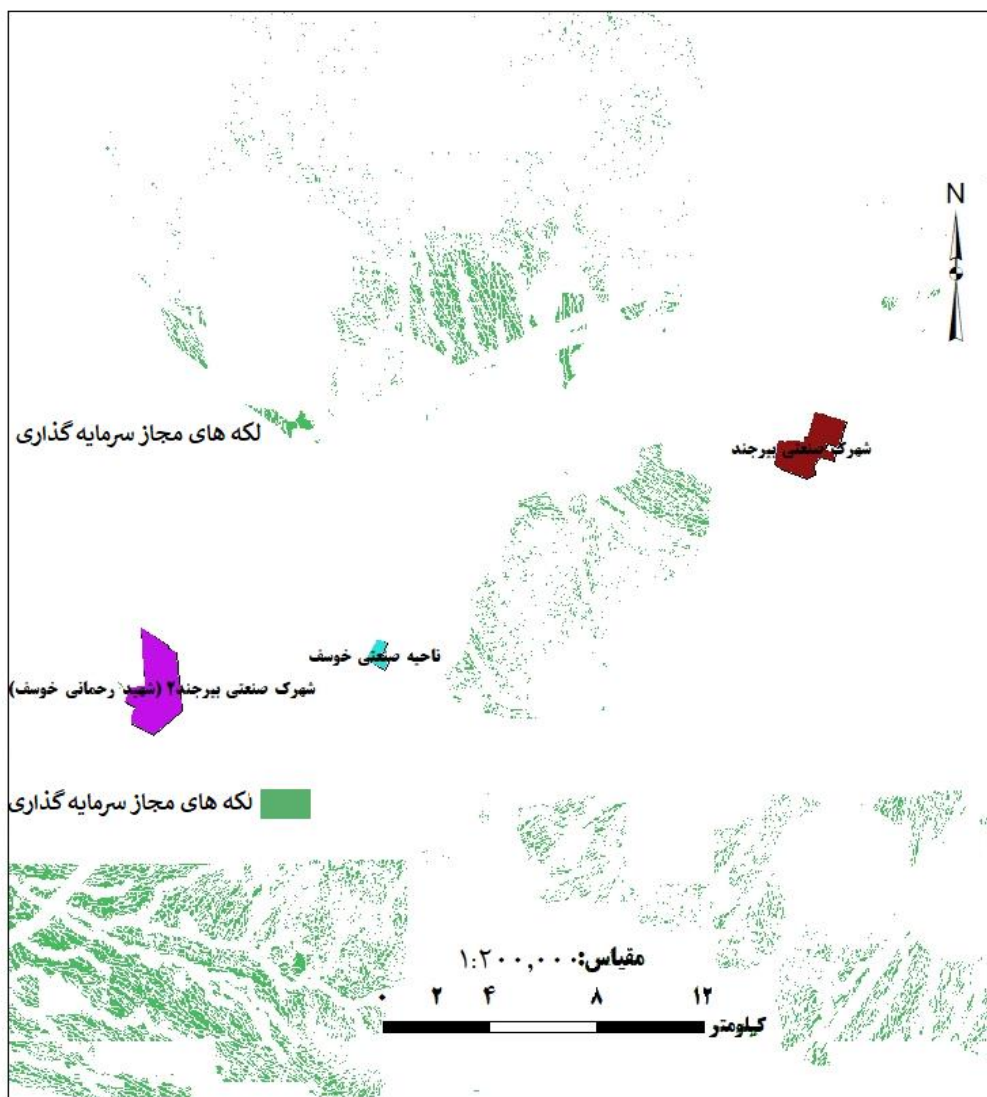 N
لکه های مجاز سرمایه گذاری
شهرک صنعتی بیرجند
ناحیه صنعتی خوسف
شهرک صنعتی بیرجند۲ (شهید رحمانی خوسف)
لکه های مجاز سرمایه گذاری
مقیاس:۱:۲۰۰,۰۰۰
۰ ۲ ۴ ۸ ۱۲
کیلومتر